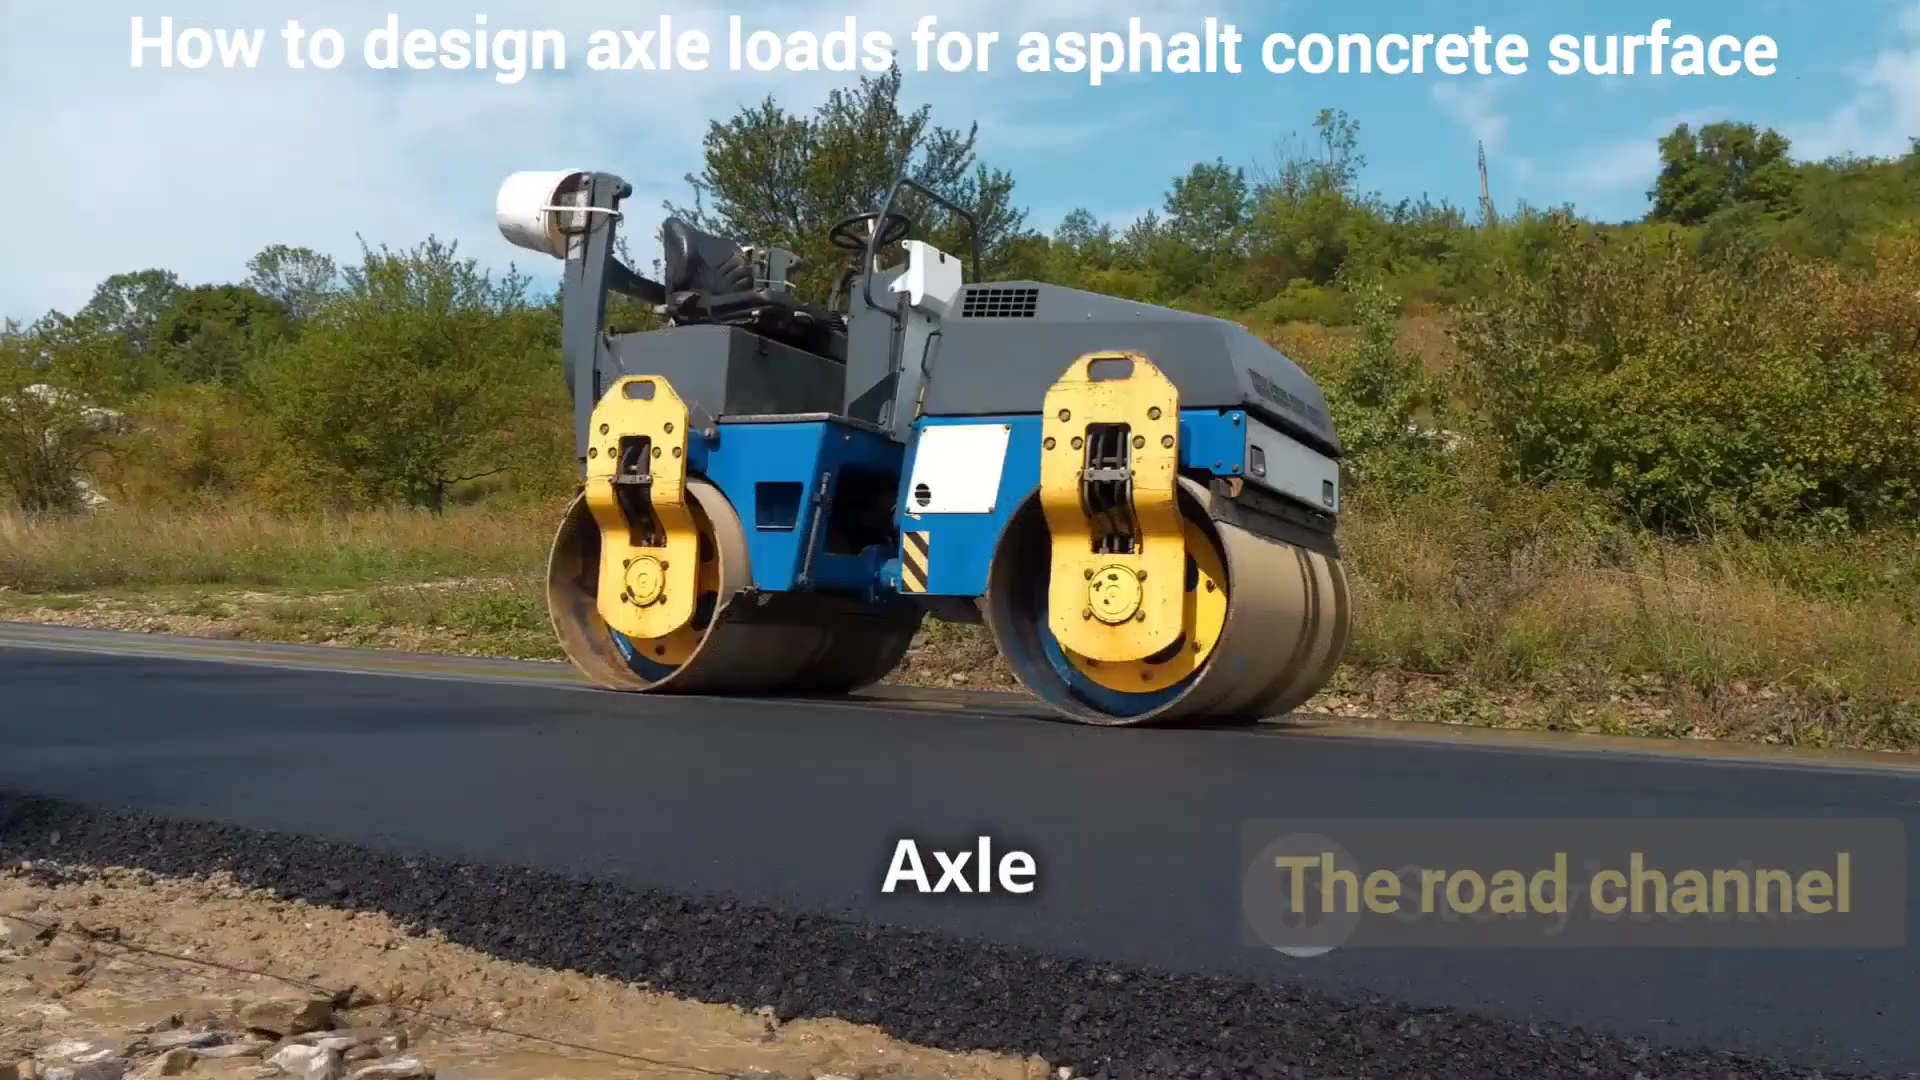 How to design axle loads for asphalt concrete surface
Axle
The road channel